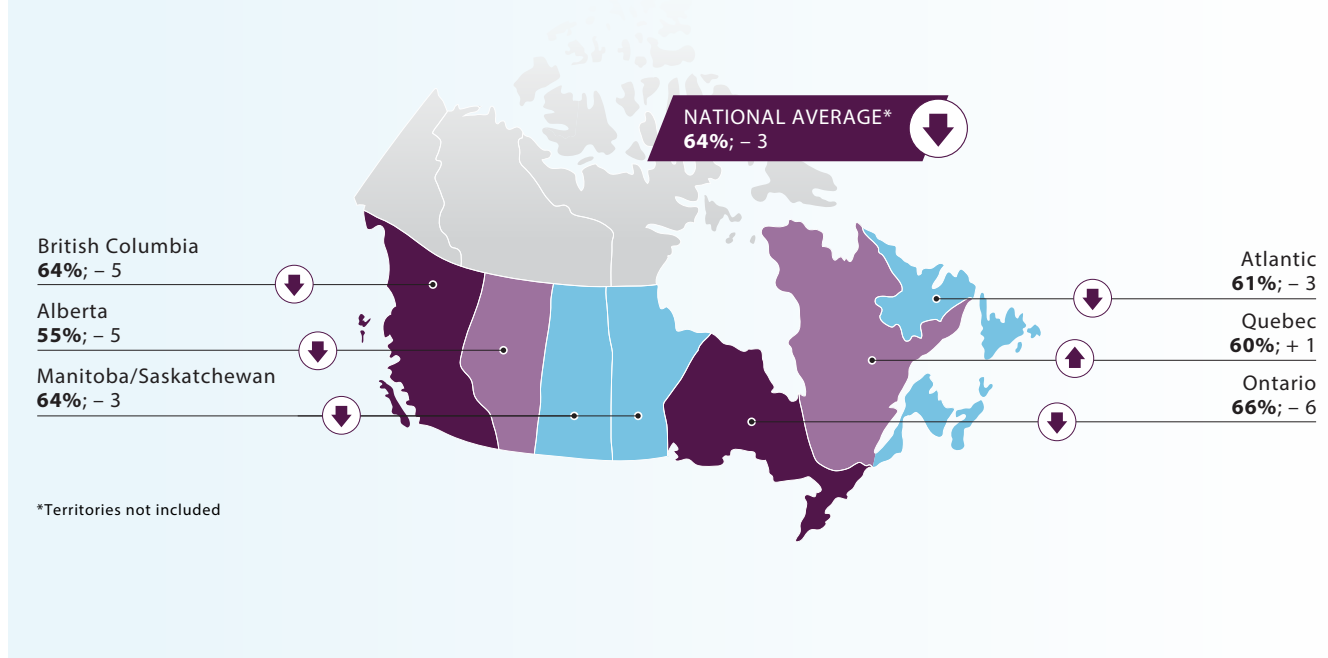 NATIONAL AVERAGE*
64%; – 3
British Columbia
64%; – 5
Alberta
55%; – 5
Manitoba/Saskatchewan
64%; – 3
Atlantic
61%; – 3
Quebec
60%; + 1
Ontario
66%; – 6
*Territories not included